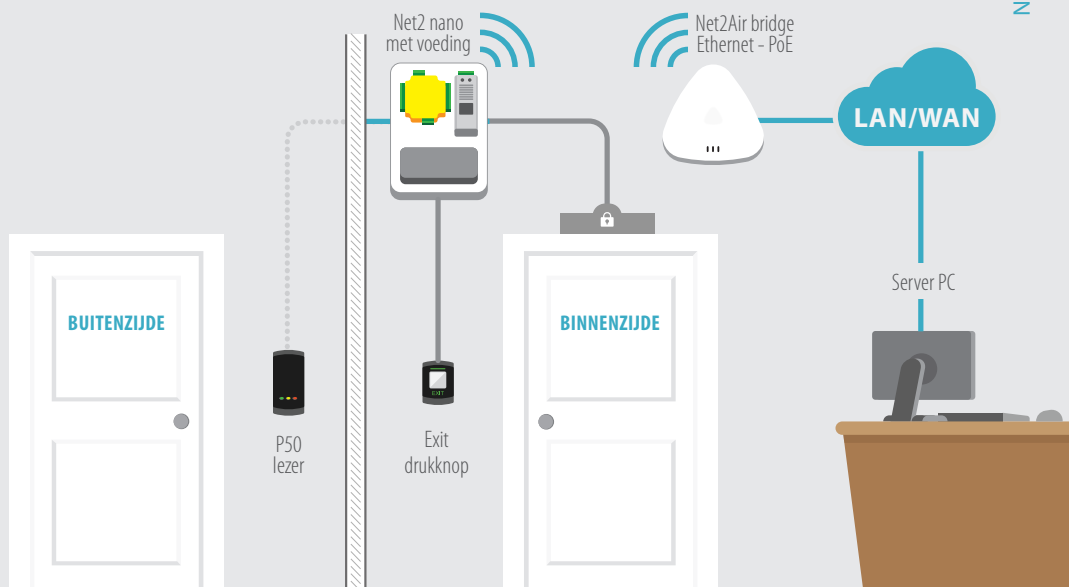 Net2 nano
met voeding
Net2Air bridge
Ethernet - PoE
N
LAN/WAN
Server PC
BUITENZIJDE
BINNENZIJDE
EXIT
P50
lezer
Exit
drukknop